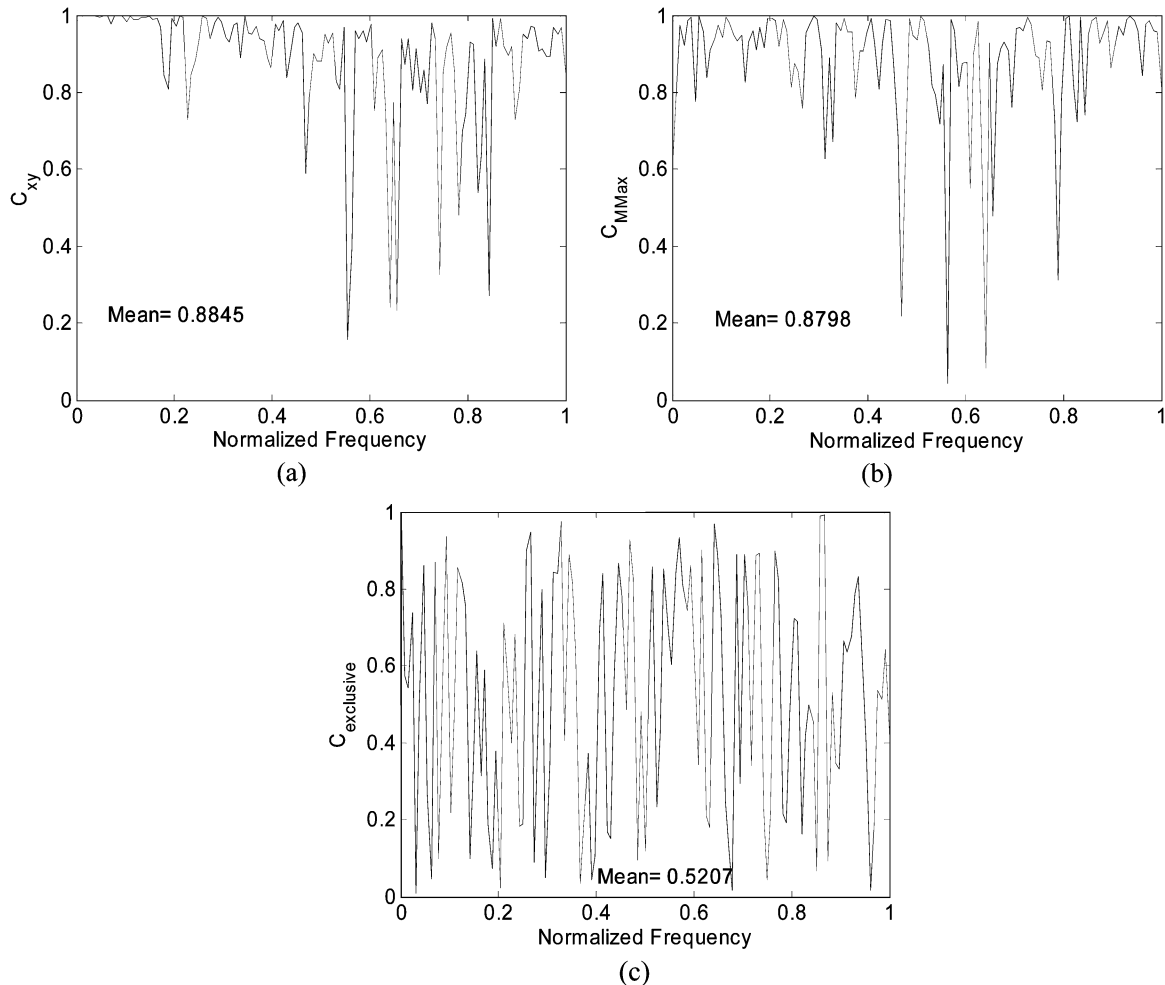 1
0.8
0.6
0.4
0.2
0
C_xy
Mean= 0.8845
0 0.2 0.4 0.6 0.8 1
Normalized Frequency
(a)
1
0.8
0.6
0.4
0.2
0
C_MMax
Mean= 0.8798
0 0.2 0.4 0.6 0.8 1
Normalized Frequency
(b)
1
0.8
0.6
0.4
0.2
0
C_exclusive
Mean= 0.5207
0 0.2 0.4 0.6 0.8 1
Normalized Frequency
(c)